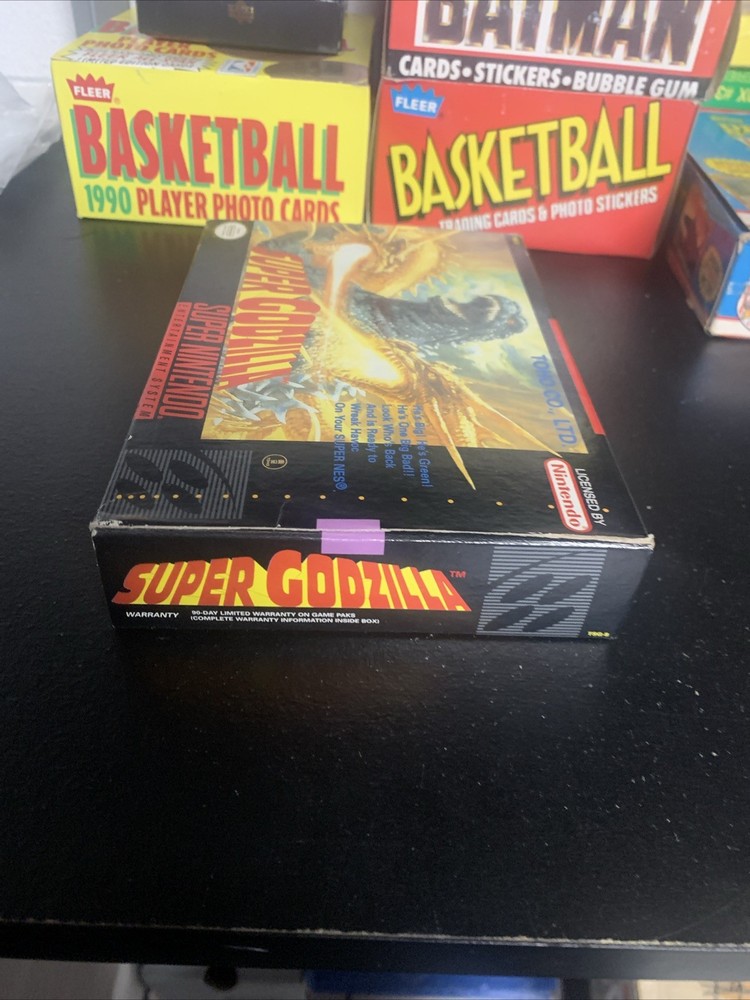 BATMAN
CARDS • STICKERS • BUBBLE GUM
FLEER
BASKETBALL
1990 PLAYER PHOTO CARDS
FLEER
BASKETBALL
TRADING CARDS & PHOTO STICKERS
SUPER GODZILLA
SUPER NINTENDO
ENTERTAINMENT SYSTEM
TOHO CO., LTD.
He's Big, He's Green!
He's One Big Bad!!
Look Who's Back
And is Ready to
Wreak Havoc
On Your SUPER NES®
LICENSED BY
Nintendo
SUPER GODZILLA™
WARRANTY
90-DAY LIMITED WARRANTY ON GAME PAKS
(COMPLETE WARRANTY INFORMATION INSIDE BOX)